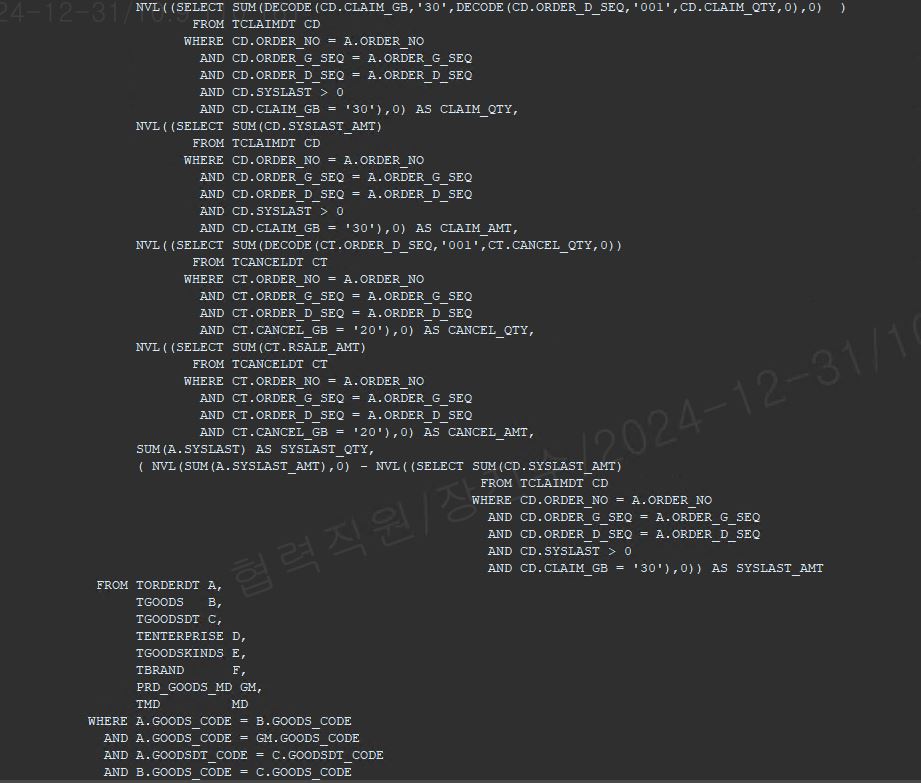 NVL((SELECT SUM(DECODE(CD.CLAIM_GB,'30',DECODE(CD.ORDER_D_SEQ,'001',CD.CLAIM_QTY,0),0)  )
FROM TCLAIMDT CD
WHERE CD.ORDER_NO = A.ORDER_NO
AND CD.ORDER_G_SEQ = A.ORDER_G_SEQ
AND CD.ORDER_D_SEQ = A.ORDER_D_SEQ
AND CD.SYSLAST > 0
AND CD.CLAIM_GB = '30'),0) AS CLAIM_QTY,
NVL((SELECT SUM(CD.SYSLAST_AMT)
FROM TCLAIMDT CD
WHERE CD.ORDER_NO = A.ORDER_NO
AND CD.ORDER_G_SEQ = A.ORDER_G_SEQ
AND CD.ORDER_D_SEQ = A.ORDER_D_SEQ
AND CD.SYSLAST > 0
AND CD.CLAIM_GB = '30'),0) AS CLAIM_AMT,
NVL((SELECT SUM(DECODE(CT.ORDER_D_SEQ,'001',CT.CANCEL_QTY,0))
FROM TCANCELDT CT
WHERE CT.ORDER_NO = A.ORDER_NO
AND CT.ORDER_G_SEQ = A.ORDER_G_SEQ
AND CT.ORDER_D_SEQ = A.ORDER_D_SEQ
AND CT.CANCEL_GB = '20'),0) AS CANCEL_QTY,
NVL((SELECT SUM(CT.RSALE_AMT)
FROM TCANCELDT CT
WHERE CT.ORDER_NO = A.ORDER_NO
AND CT.ORDER_G_SEQ = A.ORDER_G_SEQ
AND CT.ORDER_D_SEQ = A.ORDER_D_SEQ
AND CT.CANCEL_GB = '20'),0) AS CANCEL_AMT,
SUM(A.SYSLAST) AS SYSLAST_QTY,
( NVL(SUM(A.SYSLAST_AMT),0) - NVL((SELECT SUM(CD.SYSLAST_AMT)
FROM TCLAIMDT CD
WHERE CD.ORDER_NO = A.ORDER_NO
AND CD.ORDER_G_SEQ = A.ORDER_G_SEQ
AND CD.ORDER_D_SEQ = A.ORDER_D_SEQ
AND CD.SYSLAST > 0
AND CD.CLAIM_GB = '30'),0)) AS SYSLAST_AMT
FROM TORDERDT A,
TGOODS   B,
TGOODSDT C,
TENTERPRISE D,
TGOODSKINDS E,
TBRAND      F,
PRD_GOODS_MD GM,
TMD         MD
WHERE A.GOODS_CODE = B.GOODS_CODE
AND A.GOODS_CODE = GM.GOODS_CODE
AND A.GOODSDT_CODE = C.GOODSDT_CODE
AND B.GOODS_CODE = C.GOODS_CODE
협력직원/
/2024-12-31/10